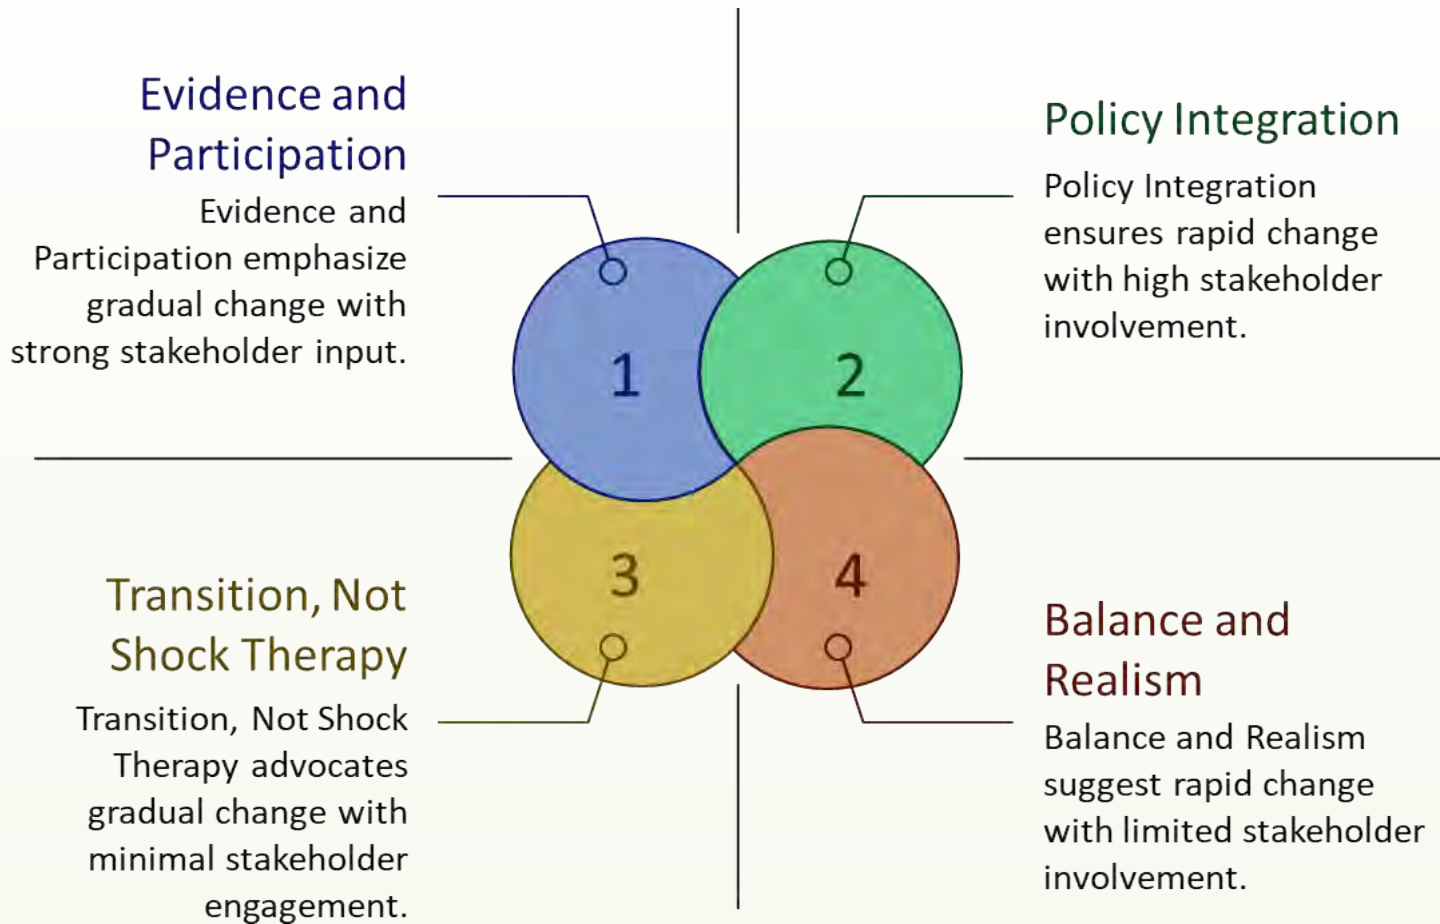 Evidence and
Participation
Evidence and
Participation emphasize
gradual change with
strong stakeholder input.
Policy Integration
Policy Integration
ensures rapid change
with high stakeholder
involvement.
1
2
3
4
Transition, Not
Shock Therapy
Transition, Not Shock
Therapy advocates
gradual change with
minimal stakeholder
engagement.
Balance and
Realism
Balance and Realism
suggest rapid change
with limited stakeholder
involvement.